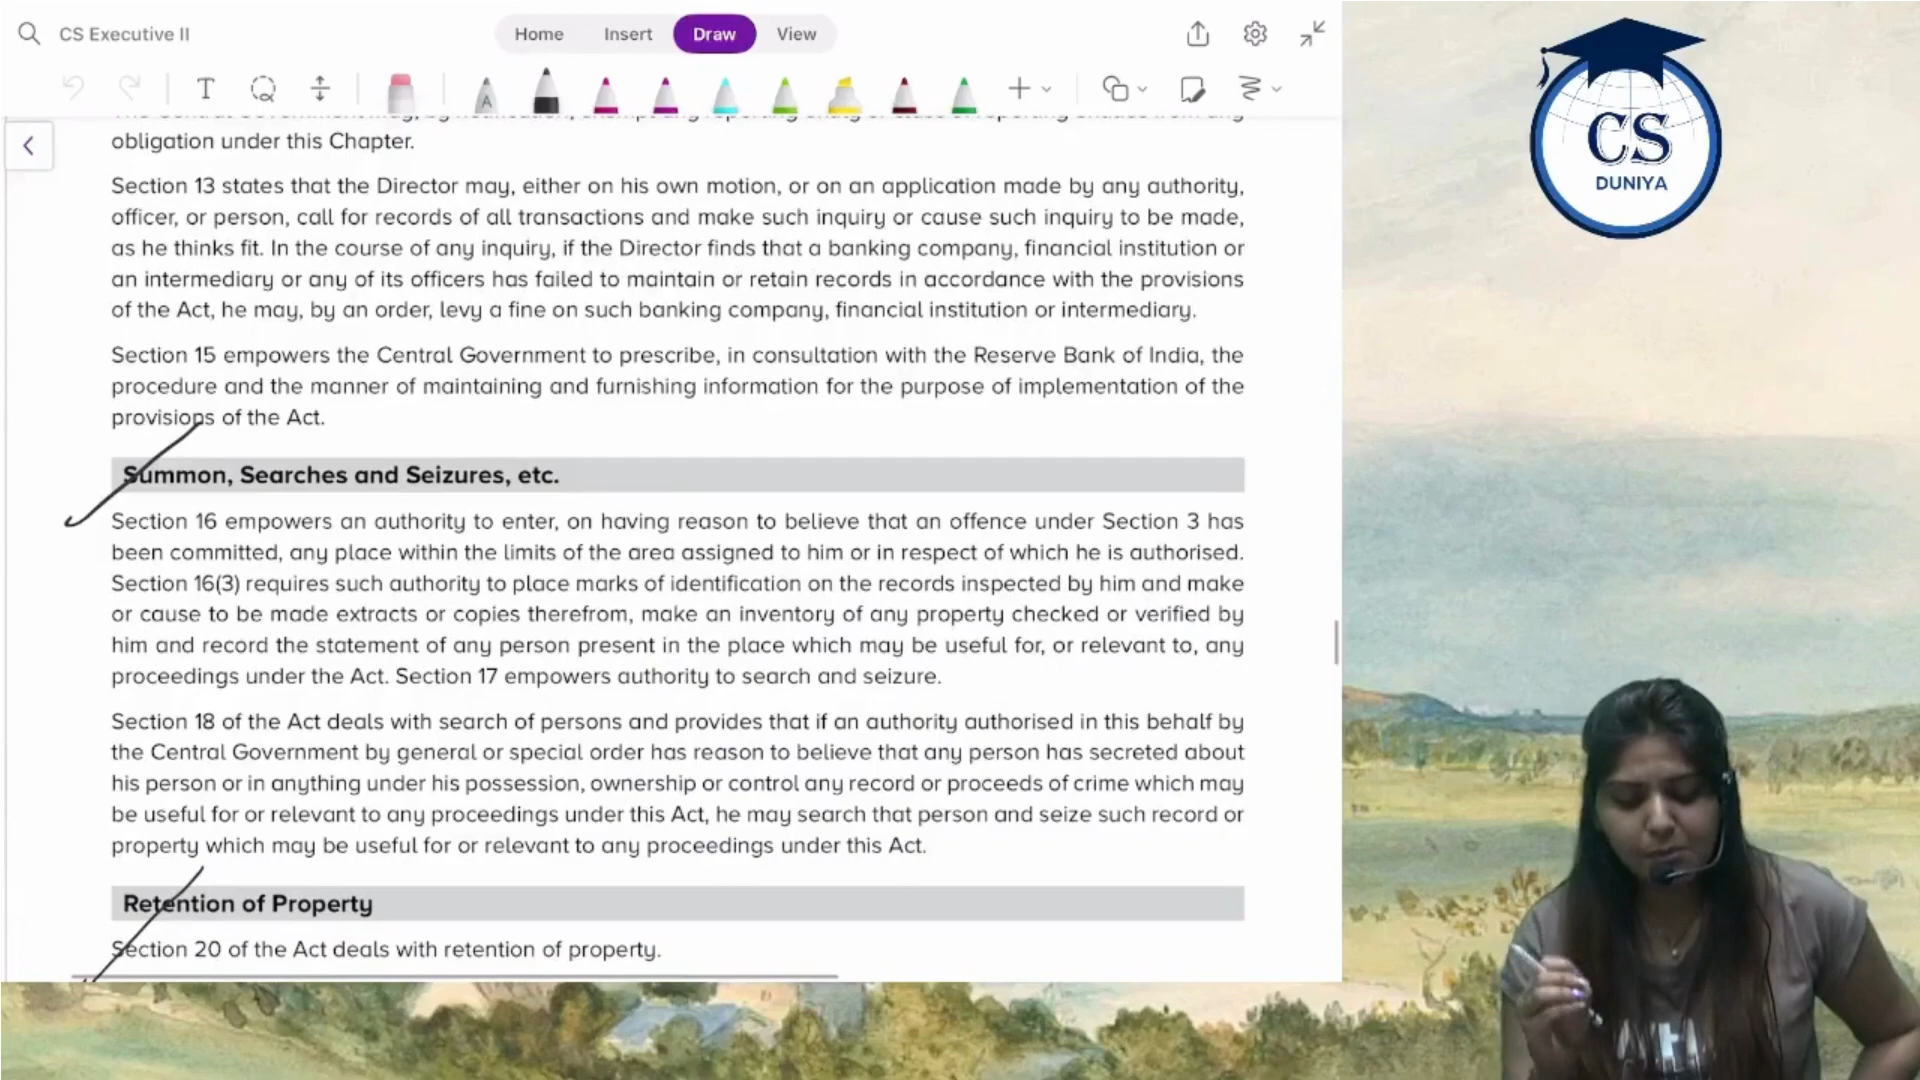 CS Executive II
Home Insert Draw View
obligation under this Chapter.
Section 13 states that the Director may, either on his own motion, or on an application made by any authority,
officer, or person, call for records of all transactions and make such inquiry or cause such inquiry to be made,
as he thinks fit. In the course of any inquiry, if the Director finds that a banking company, financial institution or
an intermediary or any of its officers has failed to maintain or retain records in accordance with the provisions
of the Act, he may, by an order, levy a fine on such banking company, financial institution or intermediary.
Section 15 empowers the Central Government to prescribe, in consultation with the Reserve Bank of India, the
procedure and the manner of maintaining and furnishing information for the purpose of implementation of the
provisions of the Act.
Summon, Searches and Seizures, etc.
Section 16 empowers an authority to enter, on having reason to believe that an offence under Section 3 has
been committed, any place within the limits of the area assigned to him or in respect of which he is authorised.
Section 16(3) requires such authority to place marks of identification on the records inspected by him and make
or cause to be made extracts or copies therefrom, make an inventory of any property checked or verified by
him and record the statement of any person present in the place which may be useful for, or relevant to, any
proceedings under the Act. Section 17 empowers authority to search and seizure.
Section 18 of the Act deals with search of persons and provides that if an authority authorised in this behalf by
the Central Government by general or special order has reason to believe that any person has secreted about
his person or in anything under his possession, ownership or control any record or proceeds of crime which may
be useful for or relevant to any proceedings under this Act, he may search that person and seize such record or
property which may be useful for or relevant to any proceedings under this Act.
Retention of Property
Section 20 of the Act deals with retention of property.
CS
DUNIYA